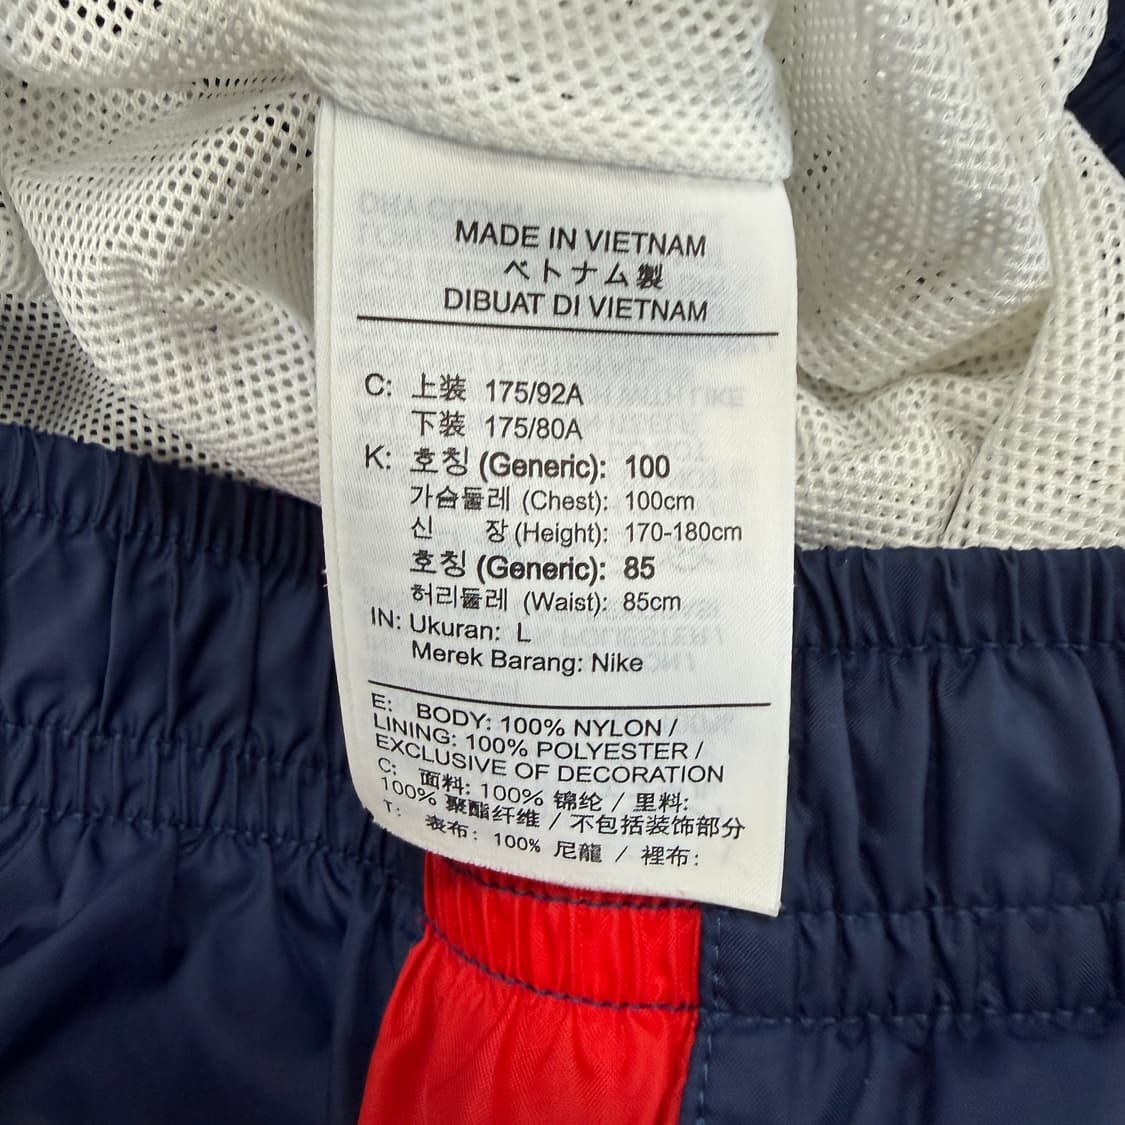 MADE IN VIETNAM
ベトナム製
DIBUAT DI VIETNAM
C: 上装 175/92A
下装 175/80A
K: 호칭 (Generic): 100
가슴둘레 (Chest): 100cm
신 장 (Height): 170-180cm
호칭 (Generic): 85
허리둘레 (Waist): 85cm
IN: Ukuran: L
Merek Barang: Nike
E: BODY: 100% NYLON /
LINING: 100% POLYESTER /
EXCLUSIVE OF DECORATION
C: 面料: 100% 锦纶 / 里料:
100% 聚酯纤维 / 不包括装饰部分
T: 表布: 100% 尼龍 / 裡布: